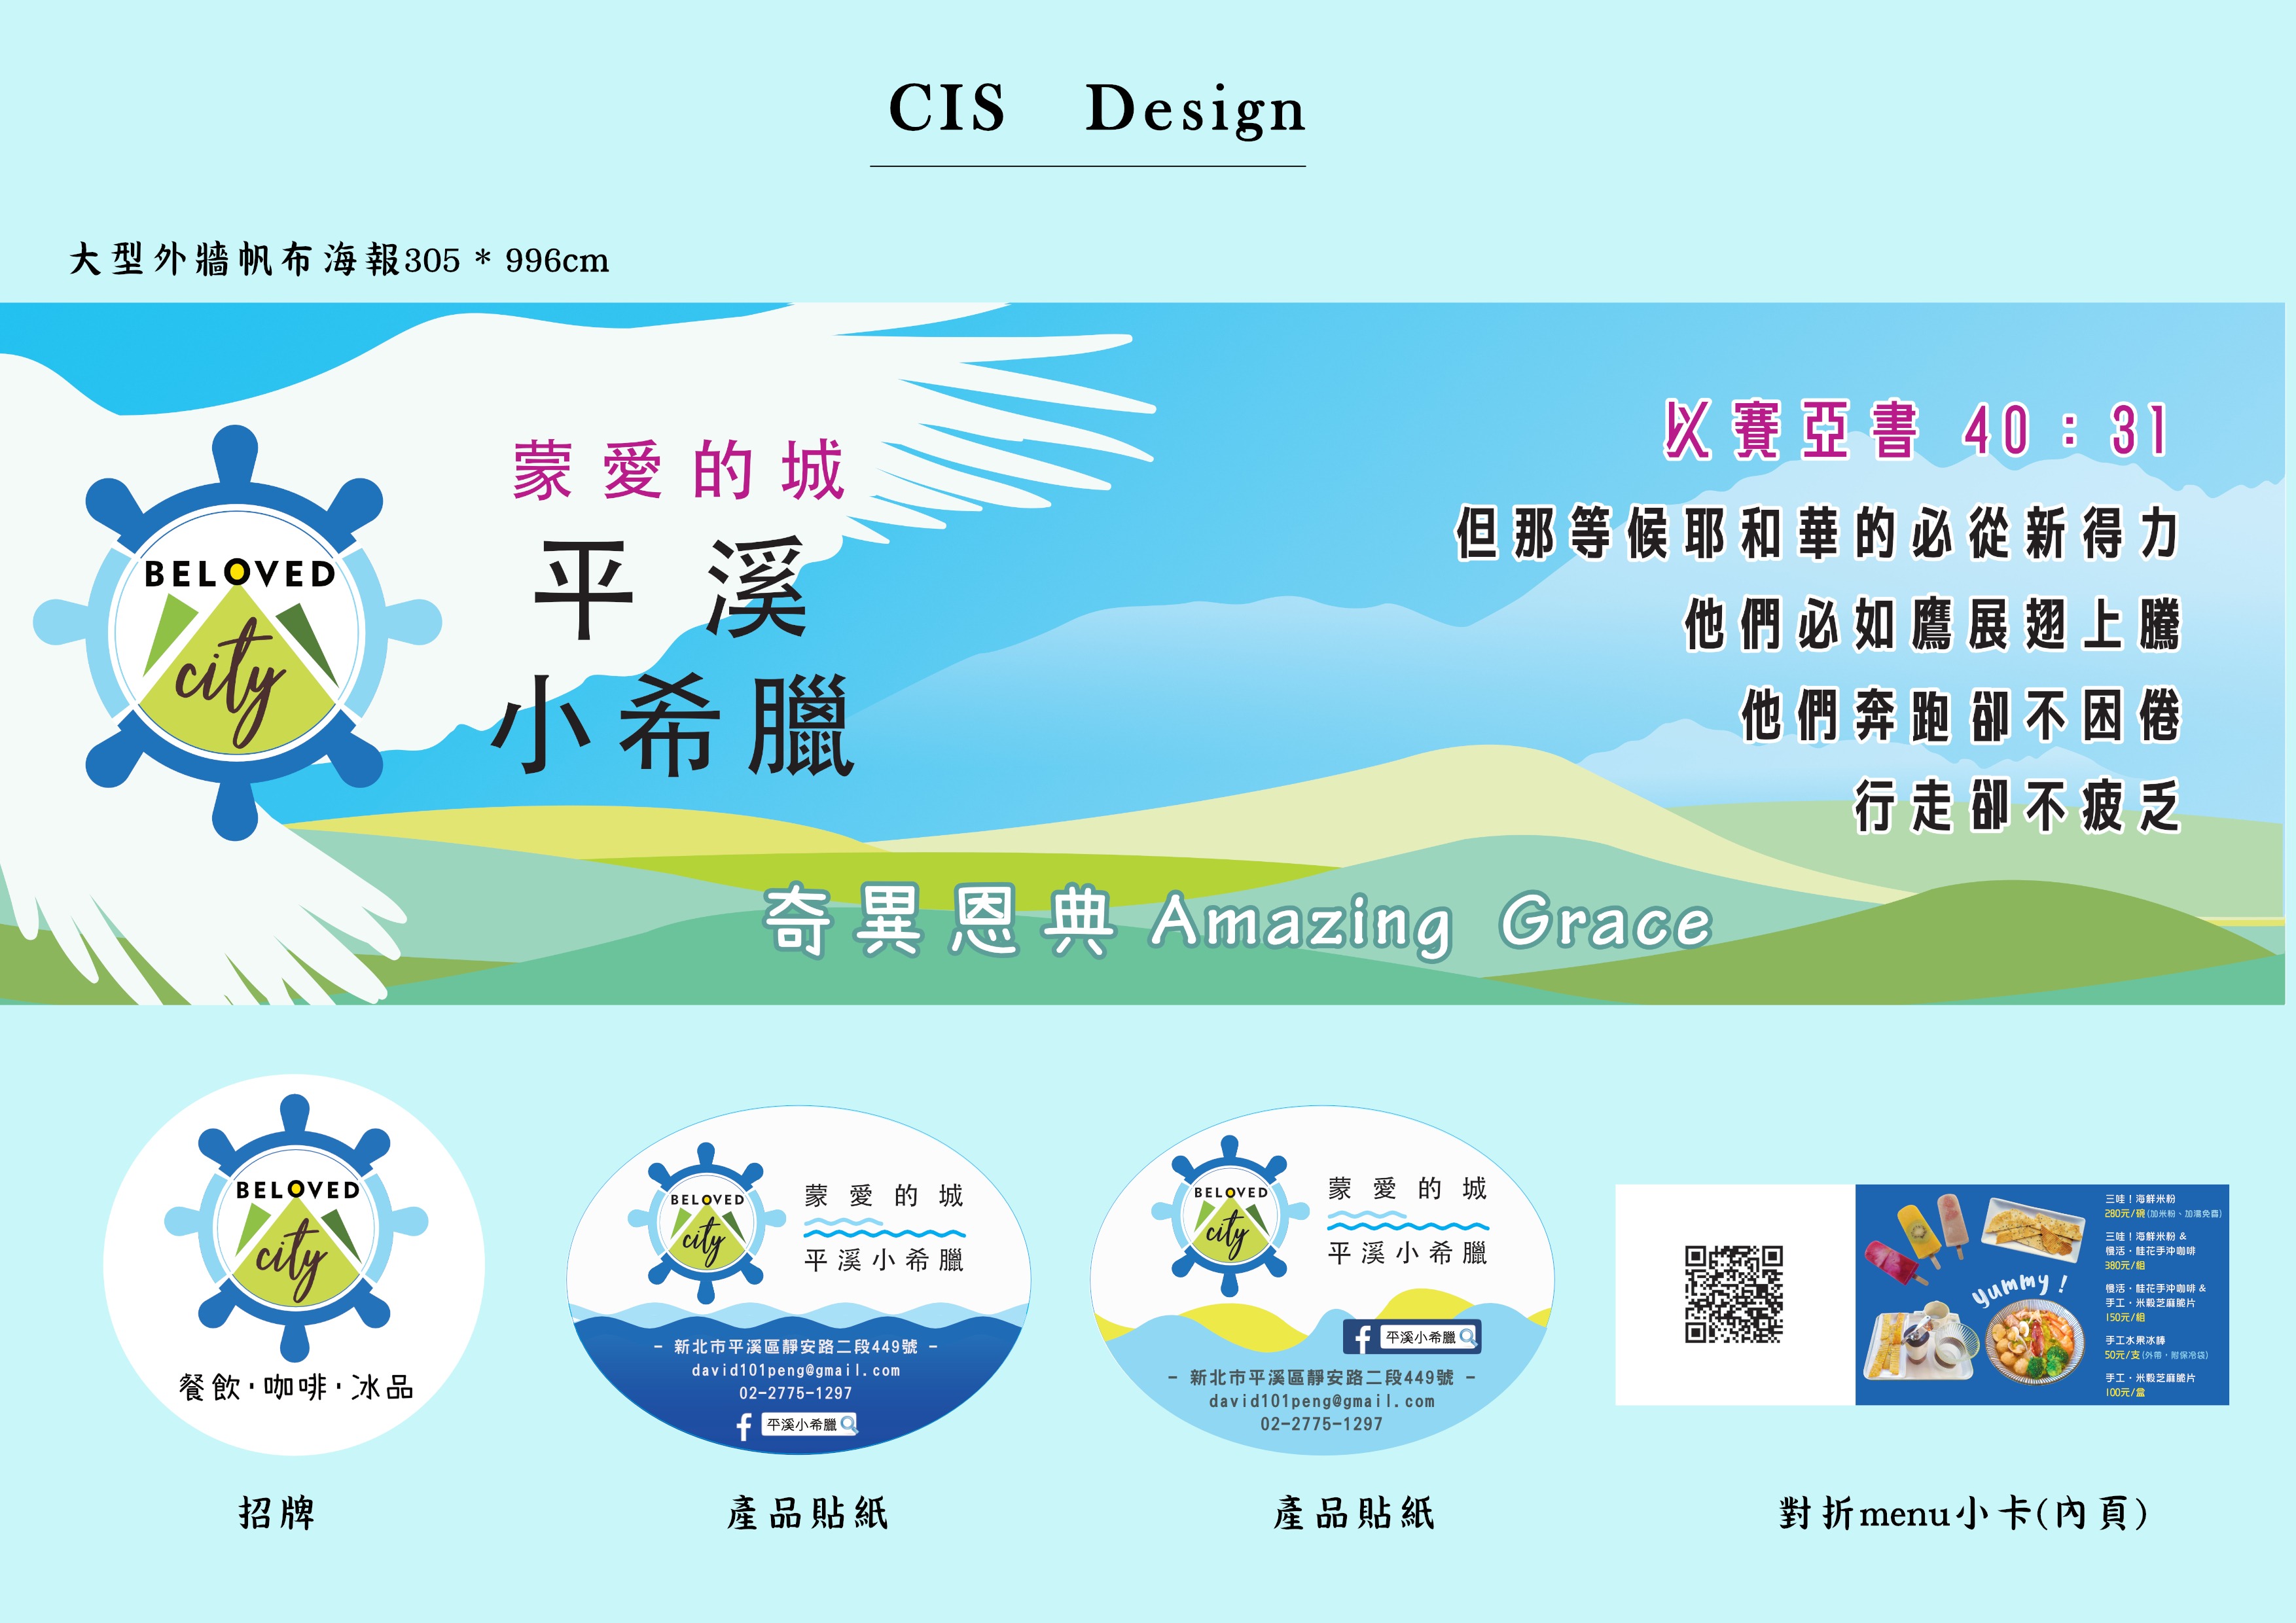 CIS Design
大型外牆帆布海報305 * 996cm
BELOVED
city
蒙愛的城
平溪
小希臘
以賽亞書 40：31
但那等候耶和華的必從新得力
他們必如鷹展翅上騰
他們奔跑卻不困倦
行走卻不疲乏
奇異恩典 Amazing Grace
BELOVED
city
餐飲·咖啡·冰品
招牌
BELOVED
city
蒙愛的城
平溪小希臘
- 新北市平溪區靜安路二段449號 -
david101peng@gmail.com
02-2775-1297
f 平溪小希臘
產品貼紙
BELOVED
city
蒙愛的城
平溪小希臘
f 平溪小希臘
- 新北市平溪區靜安路二段449號 -
david101peng@gmail.com
02-2775-1297
產品貼紙
yummy!
三哇！海鮮米粉
280元/碗(加米粉、加湯免費)
三哇！海鮮米粉 &
慢活·桂花手沖咖啡
380元/組
慢活·桂花手沖咖啡 &
手工·米穀芝麻脆片
150元/組
手工水果冰棒
50元/支(外帶，附保冷袋)
手工·米穀芝麻脆片
100元/盒
對折menu小卡(內頁)